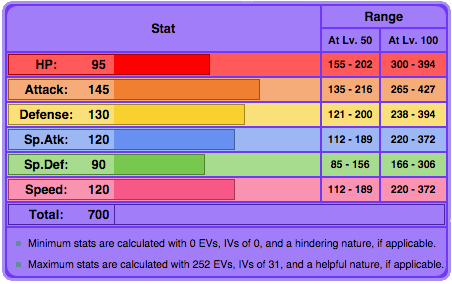 Stat Range
At Lv. 50 At Lv. 100
HP: 95 155 - 202 300 - 394
Attack: 145 135 - 216 265 - 427
Defense: 130 121 - 200 238 - 394
Sp.Atk: 120 112 - 189 220 - 372
Sp.Def: 90 85 - 156 166 - 306
Speed: 120 112 - 189 220 - 372
Total: 700
Minimum stats are calculated with 0 EVs, IVs of 0, and a hindering nature, if applicable.
Maximum stats are calculated with 252 EVs, IVs of 31, and a helpful nature, if applicable.